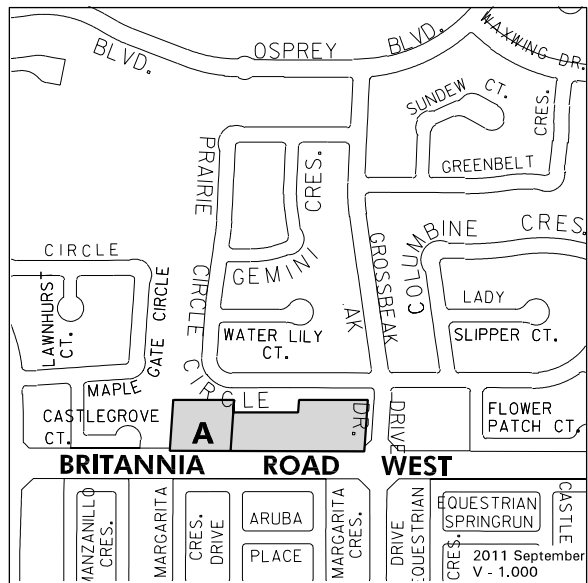 BLVD.
OSPREY
BLVD.
WAXWING DR.
SUNDEW CT.
CRES.
GREENBELT
PRAIRIE
CIRCLE
CIRCLE
GEMINI
CRES.
GROSSBEAK
DRIVE
COLUMBINE CRES.
CIRCLE
LAWNHURST
CT.
MAPLE GATE CIRCLE
WATER LILY
CT.
AK
DR.
LADY
SLIPPER CT.
CASTLEGROVE
CT.
A
FLOWER
PATCH CT.
BRITANNIA ROAD WEST
MANZANILLO
CRES.
MARGARITA
CRES.
DRIVE
ARUBA
PLACE
MARGARITA
CRES.
DRIVE
EQUESTRIAN
EQUESTRIAN
SPRINGRUN
CRES.
CASTLE
2011 September
V - 1.000